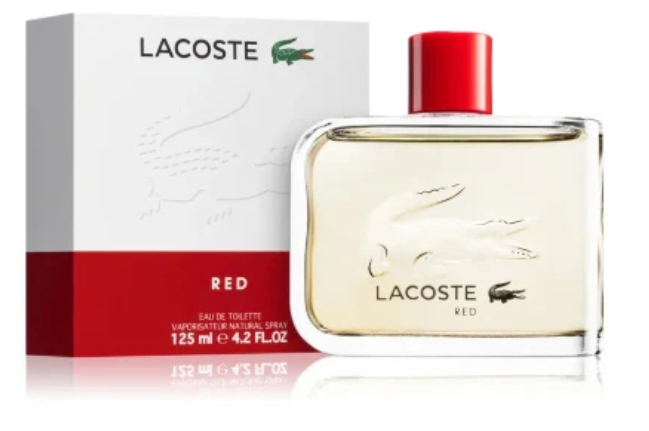 LACOSTE
RED
EAU DE TOILETTE
VAPORISATEUR NATURAL SPRAY
125 ml ℮ 4.2 FL.OZ
LACOSTE
RED